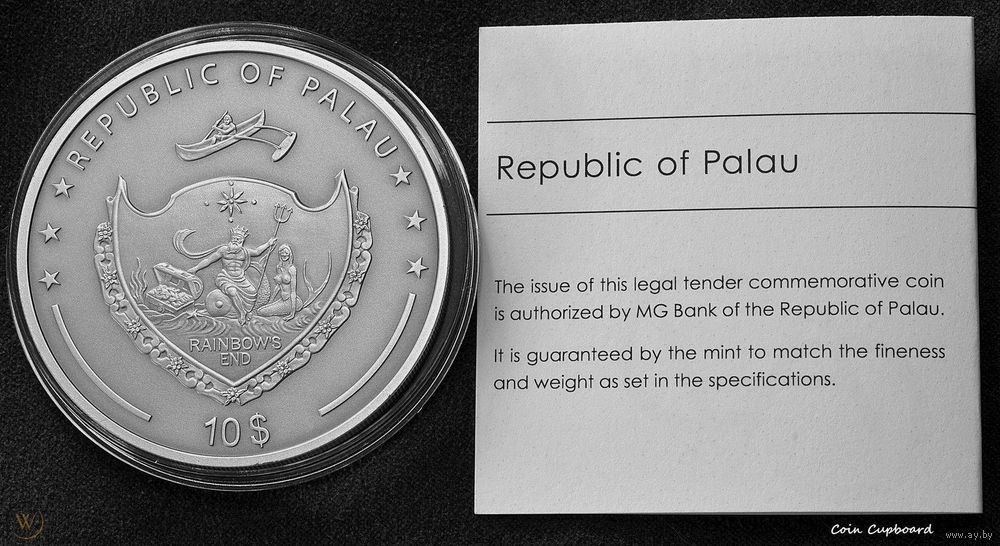 REPUBLIC OF PALAU
RAINBOW'S
END
10 $
Republic of Palau
The issue of this legal tender commemorative coin
is authorized by MG Bank of the Republic of Palau.
It is guaranteed by the mint to match the fineness
and weight as set in the specifications.
W
Coin Cupboard
www.ay.by